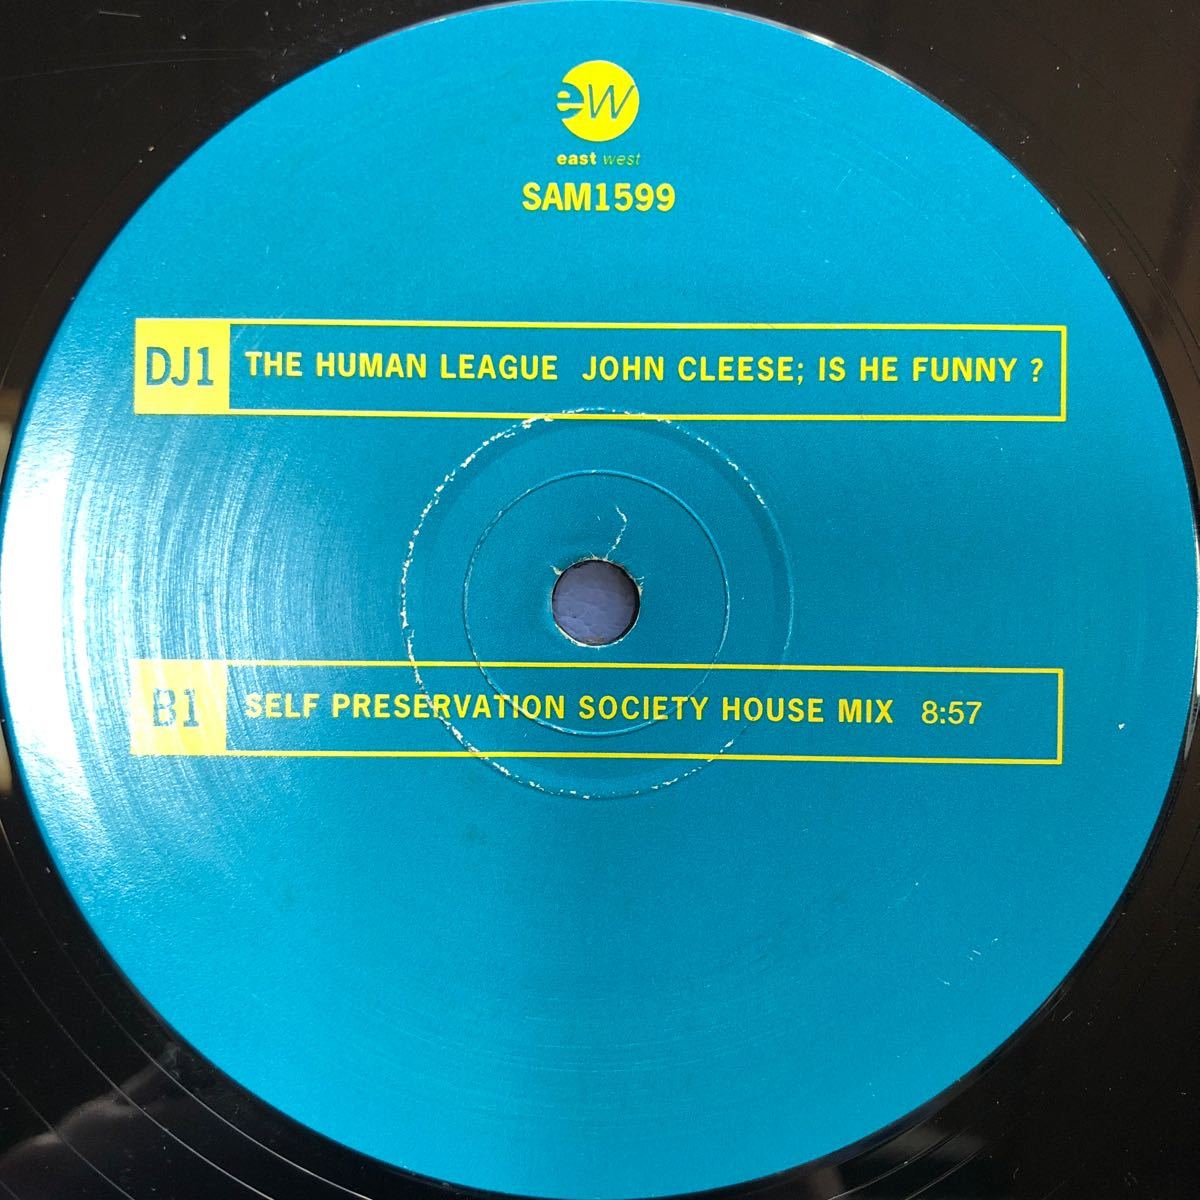 ew
east west
SAM1599
DJ1 THE HUMAN LEAGUE JOHN CLEESE; IS HE FUNNY ?
B1 SELF PRESERVATION SOCIETY HOUSE MIX 8:57